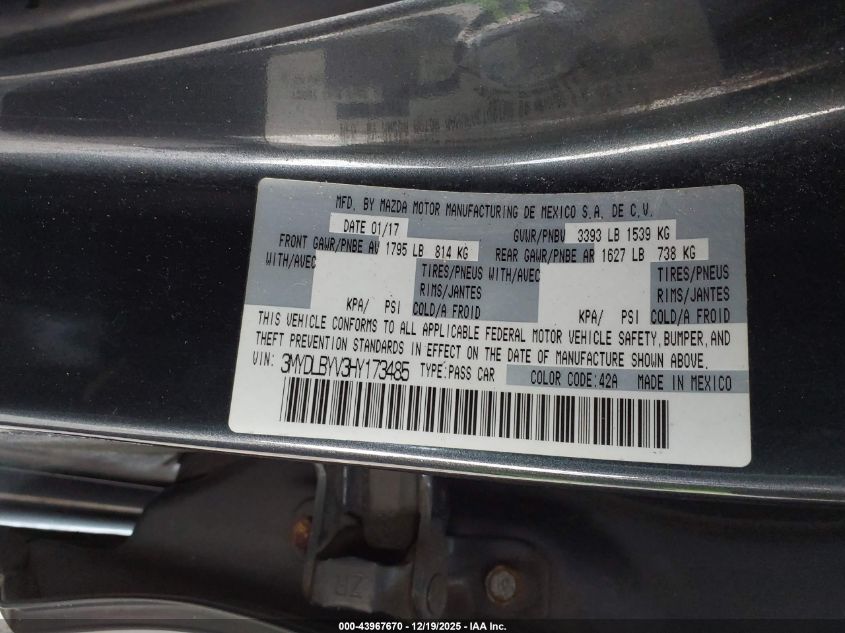 MFD. BY MAZDA MOTOR MANUFACTURING DE MEXICO S.A. DE C.V.
DATE 01/17 GVWR/PNBV 3393 LB 1539 KG
FRONT GAWR/PNBE AV 1795 LB 814 KG REAR GAWR/PNBE AR 1627 LB 738 KG
WITH/AVEC TIRES/PNEUS WITH/AVEC TIRES/PNEUS
RIMS/JANTES RIMS/JANTES
KPA/ PSI COLD/A FROID KPA/ PSI COLD/A FROID
THIS VEHICLE CONFORMS TO ALL APPLICABLE FEDERAL MOTOR VEHICLE SAFETY, BUMPER, AND
THEFT PREVENTION STANDARDS IN EFFECT ON THE DATE OF MANUFACTURE SHOWN ABOVE.
VIN: 3MYDLBYV3HY173485 TYPE:PASS CAR COLOR CODE:42A MADE IN MEXICO
ZR
000-43967670 - 12/19/2025 - IAA Inc.